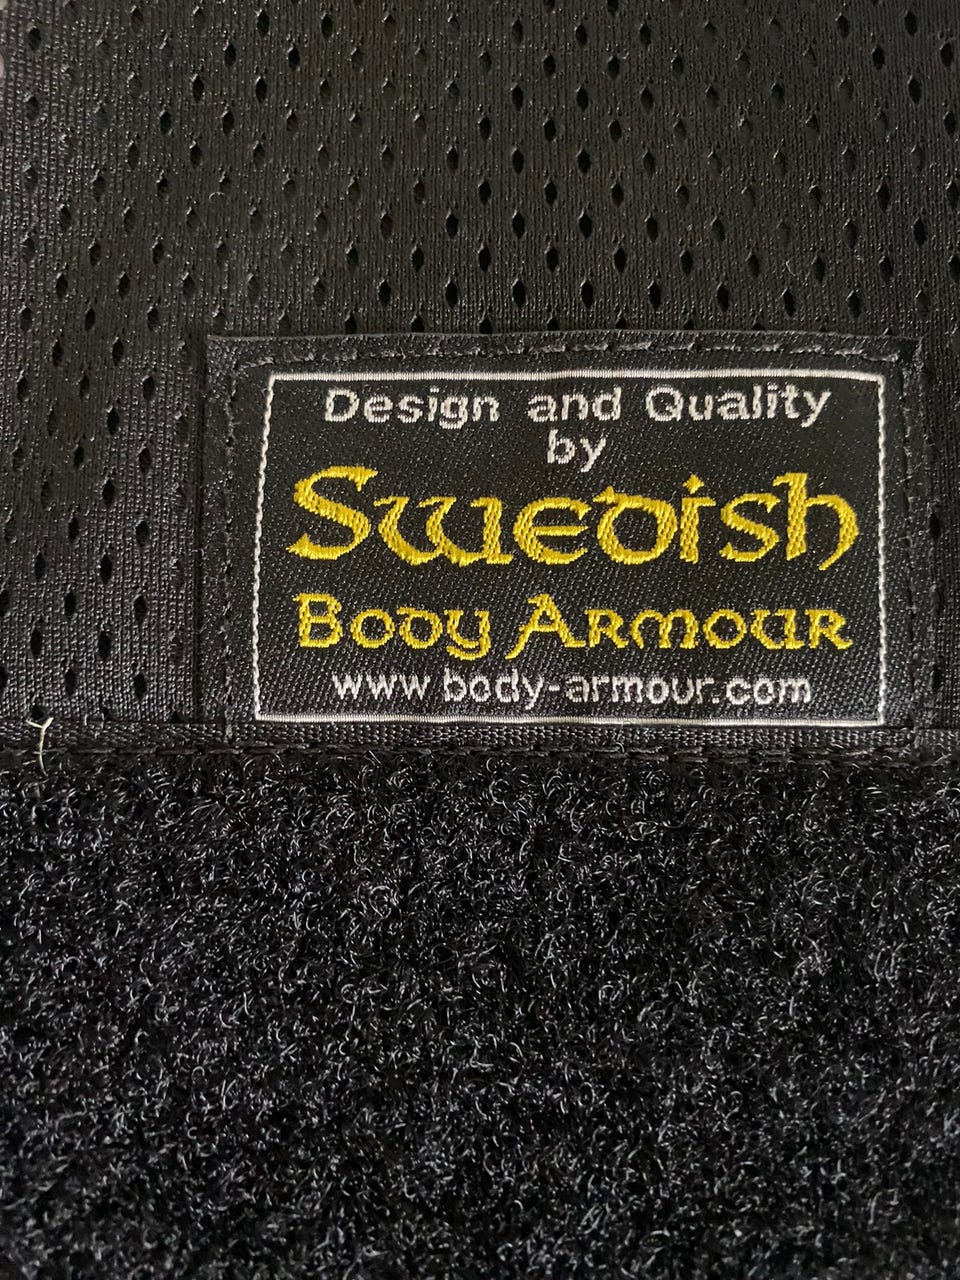 Design and Quality
by
Swedish
Body Armour
www.body-armour.com